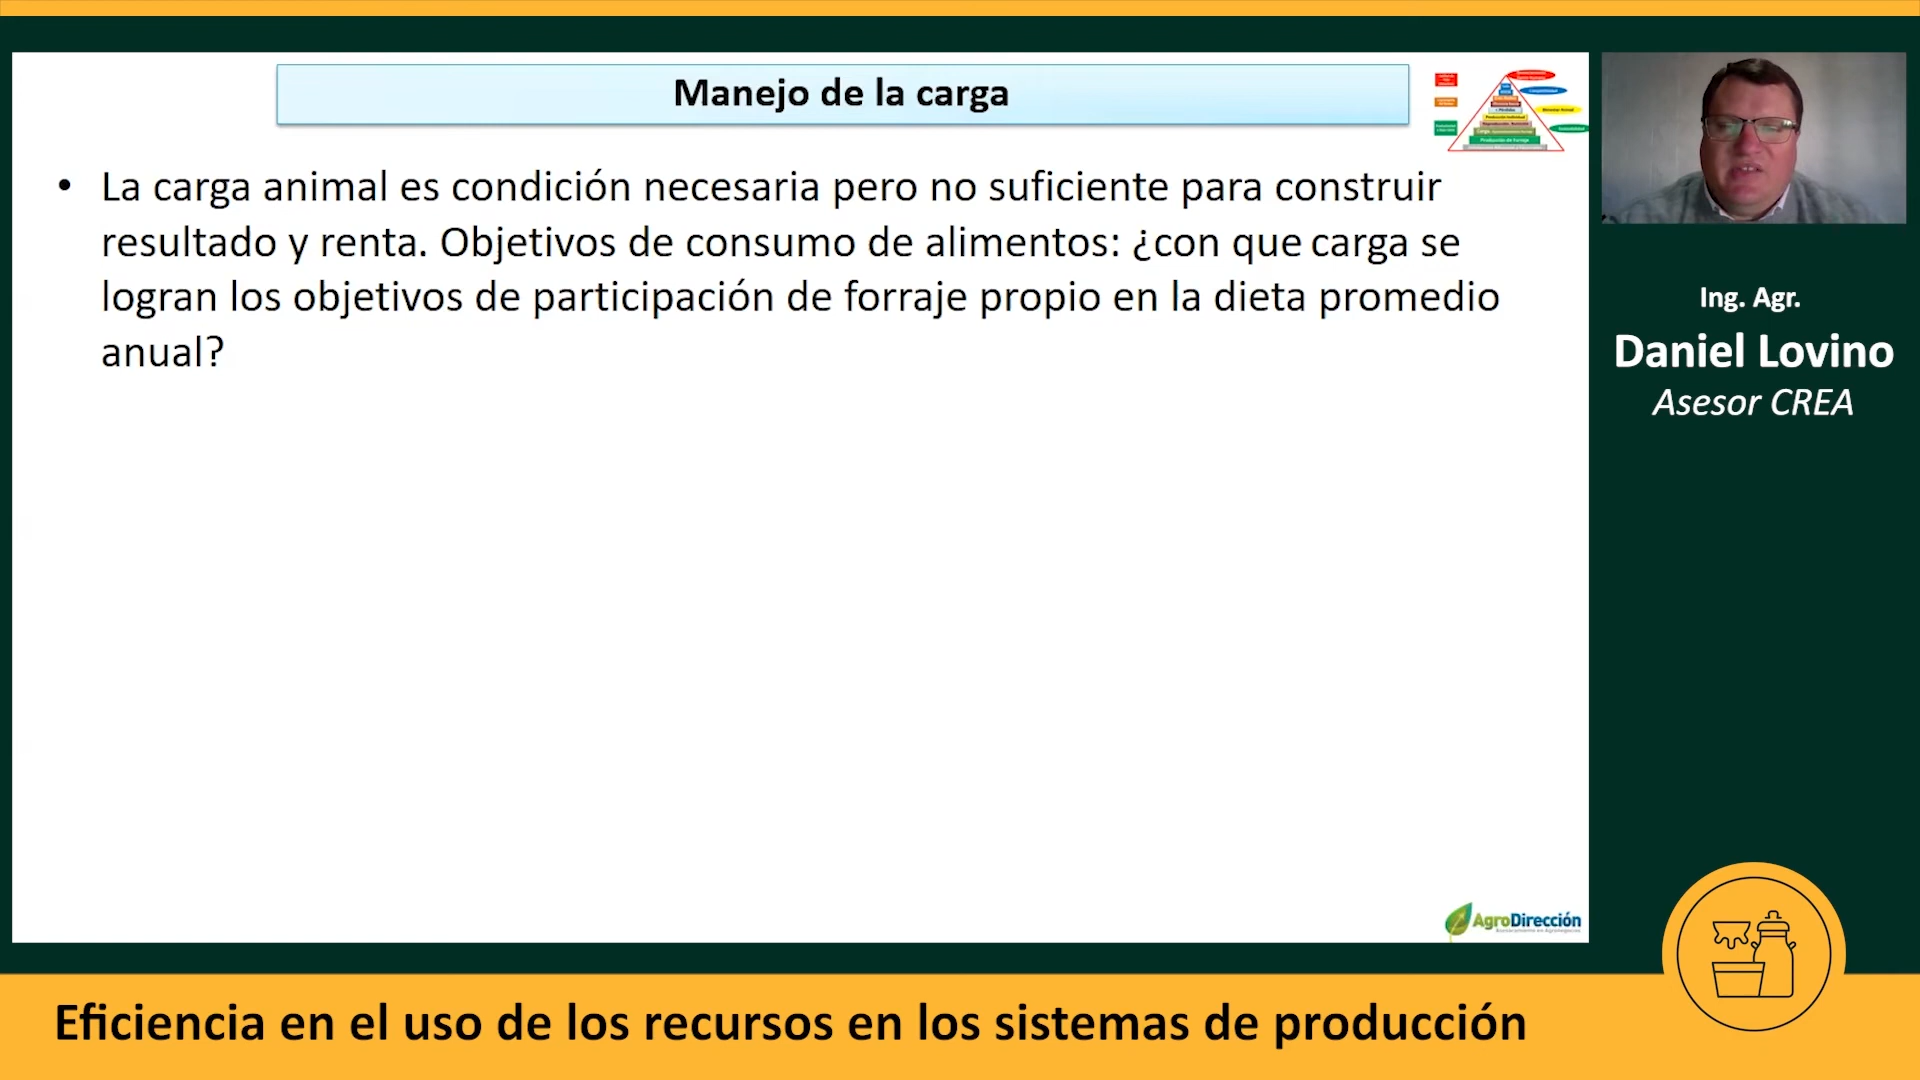 Manejo de la carga
• La carga animal es condición necesaria pero no suficiente para construir
resultado y renta. Objetivos de consumo de alimentos: ¿con que carga se
logran los objetivos de participación de forraje propio en la dieta promedio
anual?
Ing. Agr.
Daniel Lovino
Asesor CREA
AgroDirección
Eficiencia en el uso de los recursos en los sistemas de producción